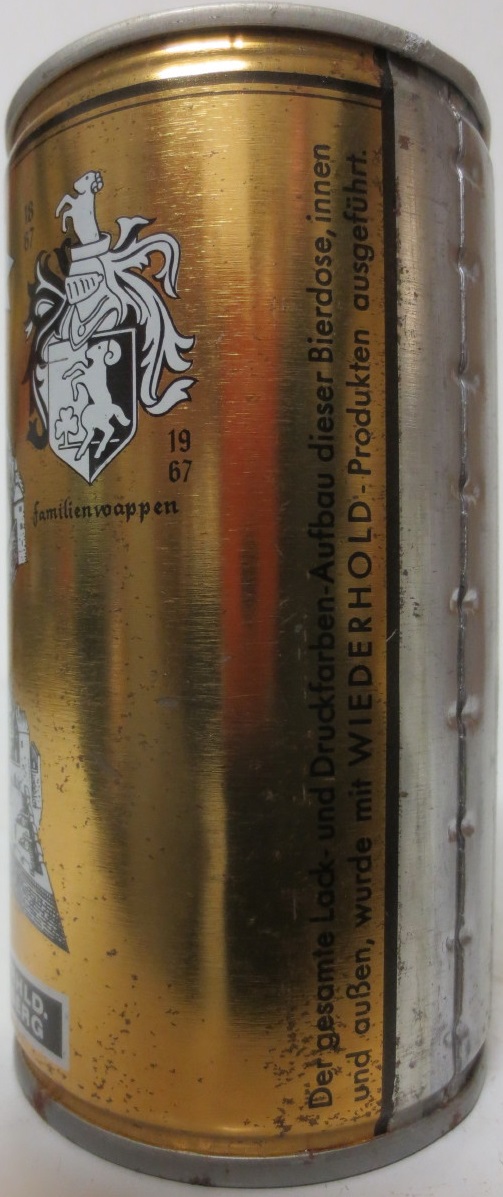 18
67
19
67
Familienwappen
Der gesamte Lack- und Druckfarben-Aufbau dieser Bierdose, innen
und außen, wurde mit WIEDERHOLD-Produkten ausgeführt.